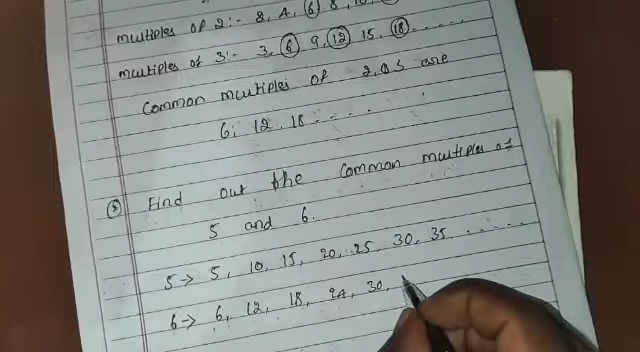 multiples of 2:- 2, 4, 6, 8, 10,
multiples of 3:- 3, 6, 9, 12, 15, 18.......
Common multiples of 2, 3 are
6, 12, 18.....
Find out the common multiples of
5 and 6.
5→ 5, 10, 15, 20, 25, 30, 35......
6→ 6, 12, 18, 24, 30,